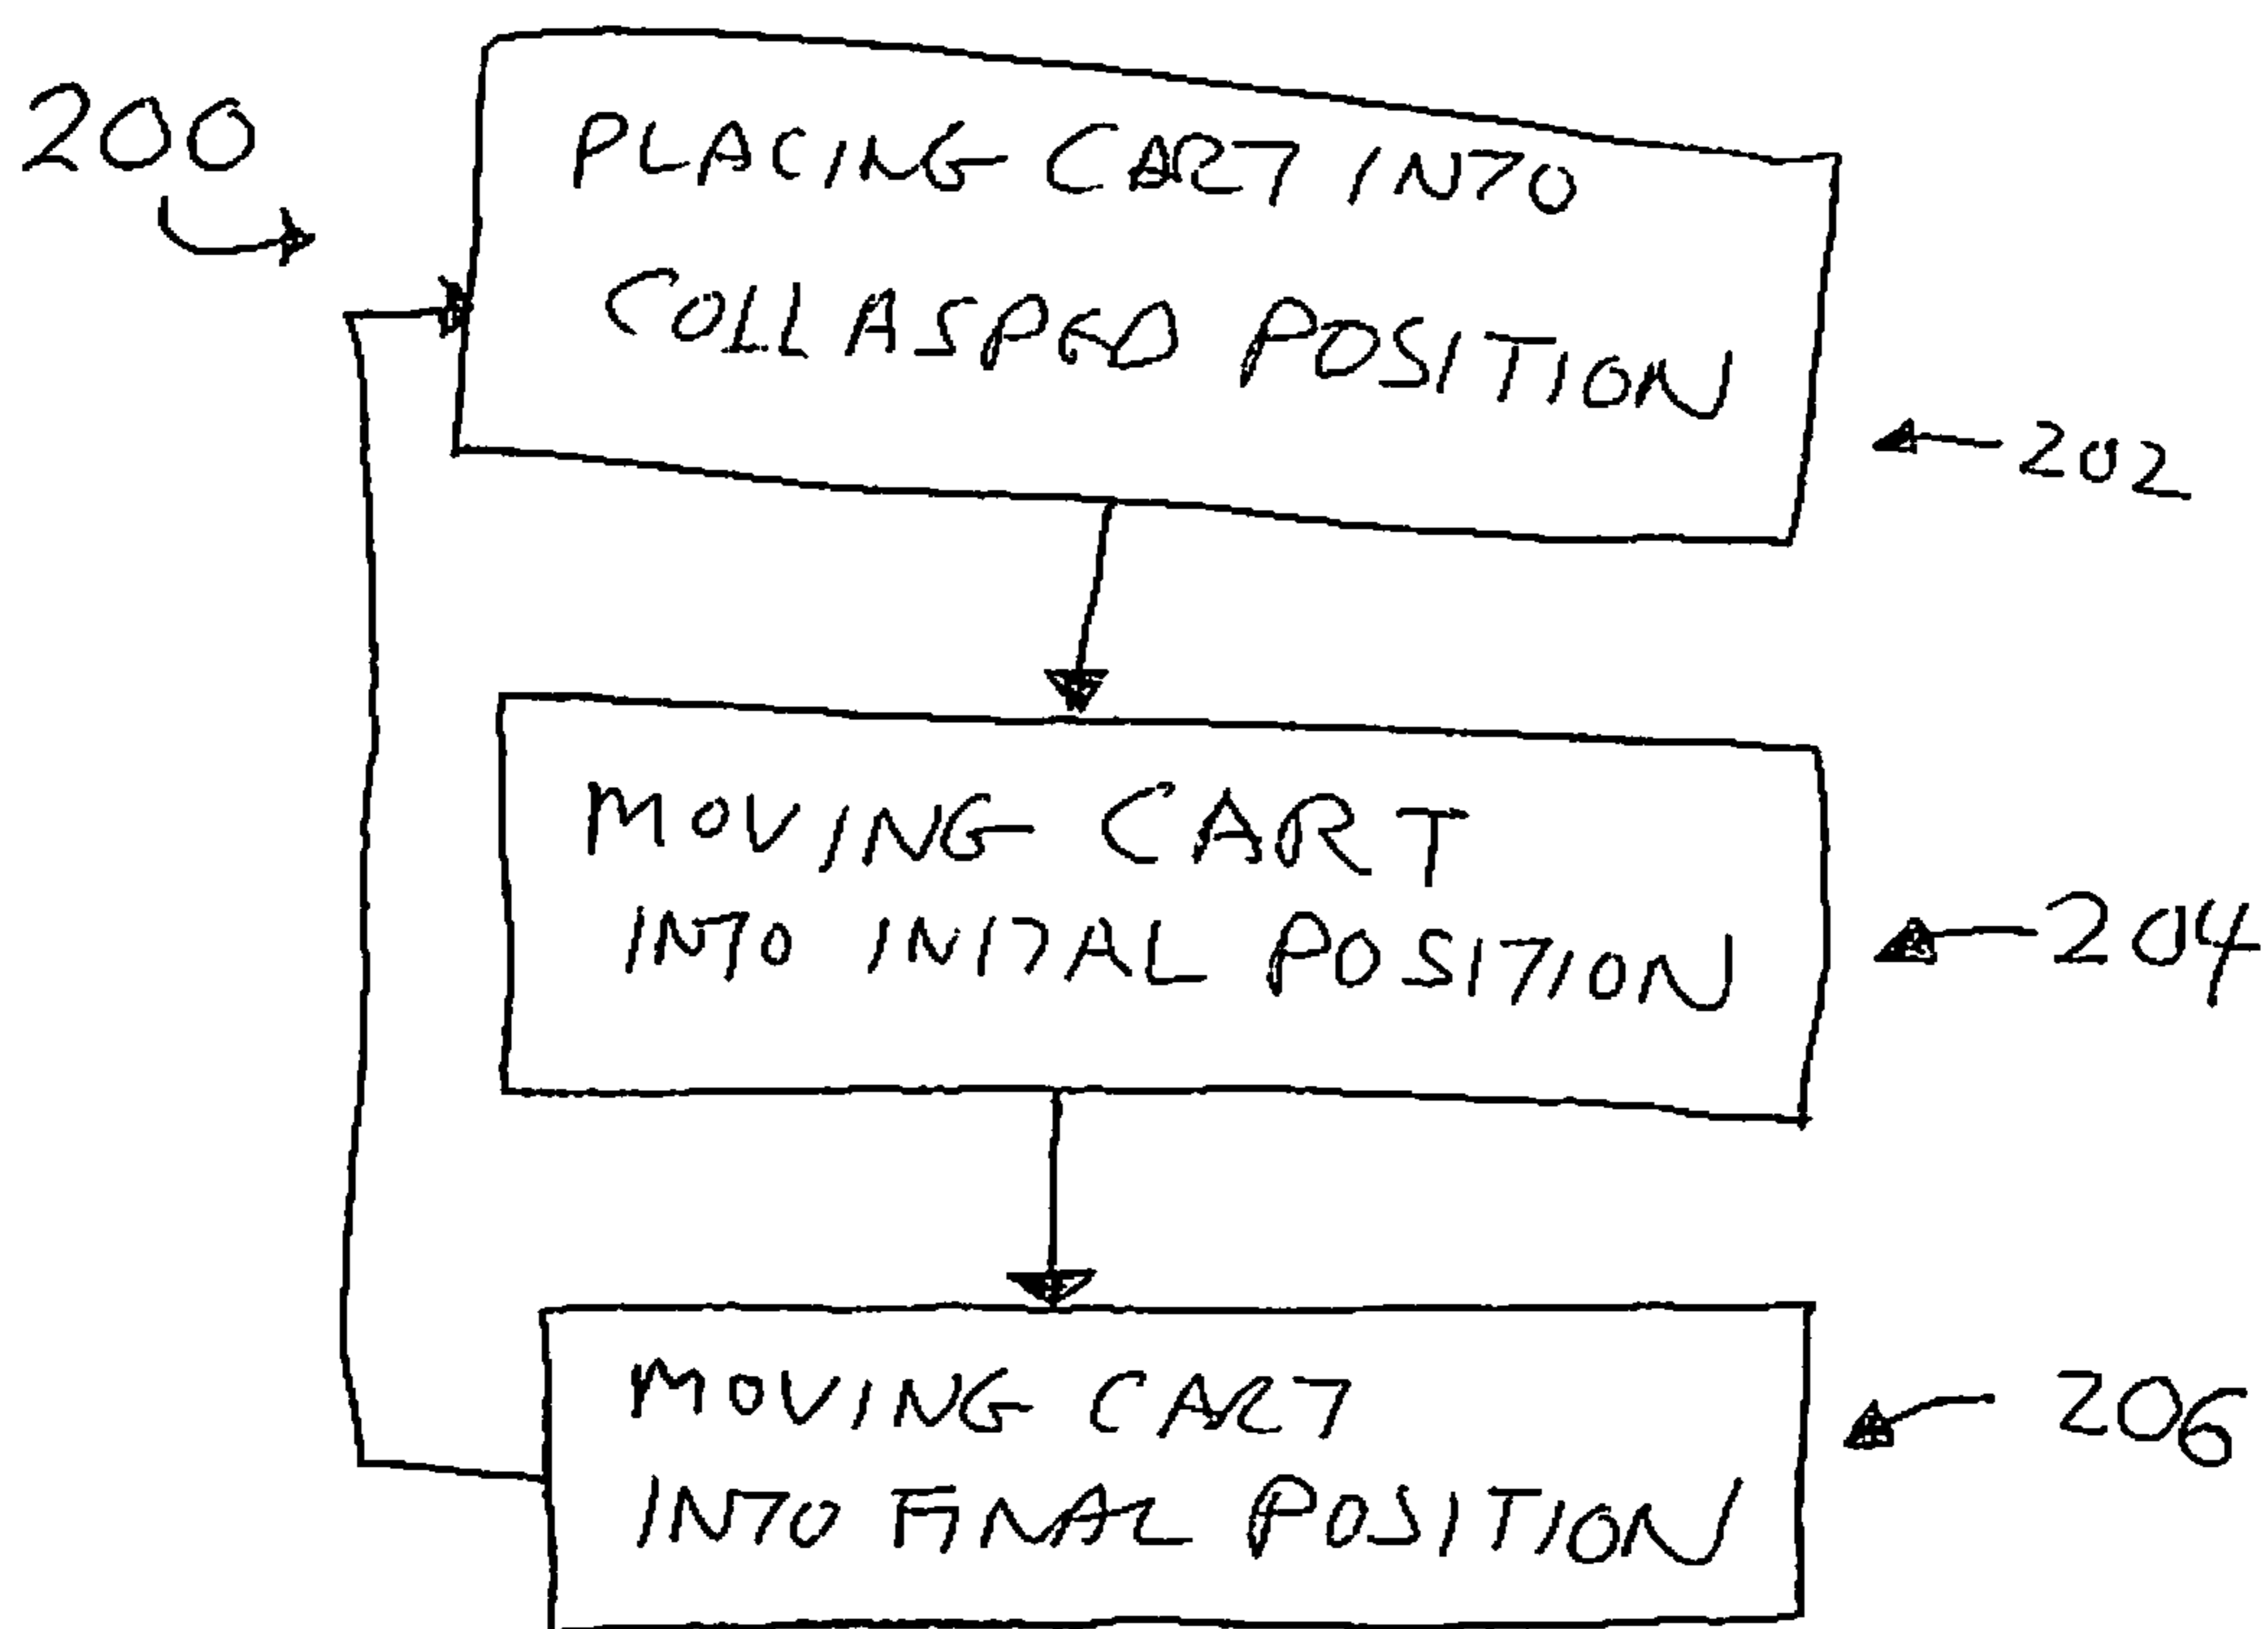 200
PLACING CART INTO
COLLASPED POSITION
202
MOVING CART
INTO INITAL POSITION
204
MOVING CART
206
INTO FINAL POSITION